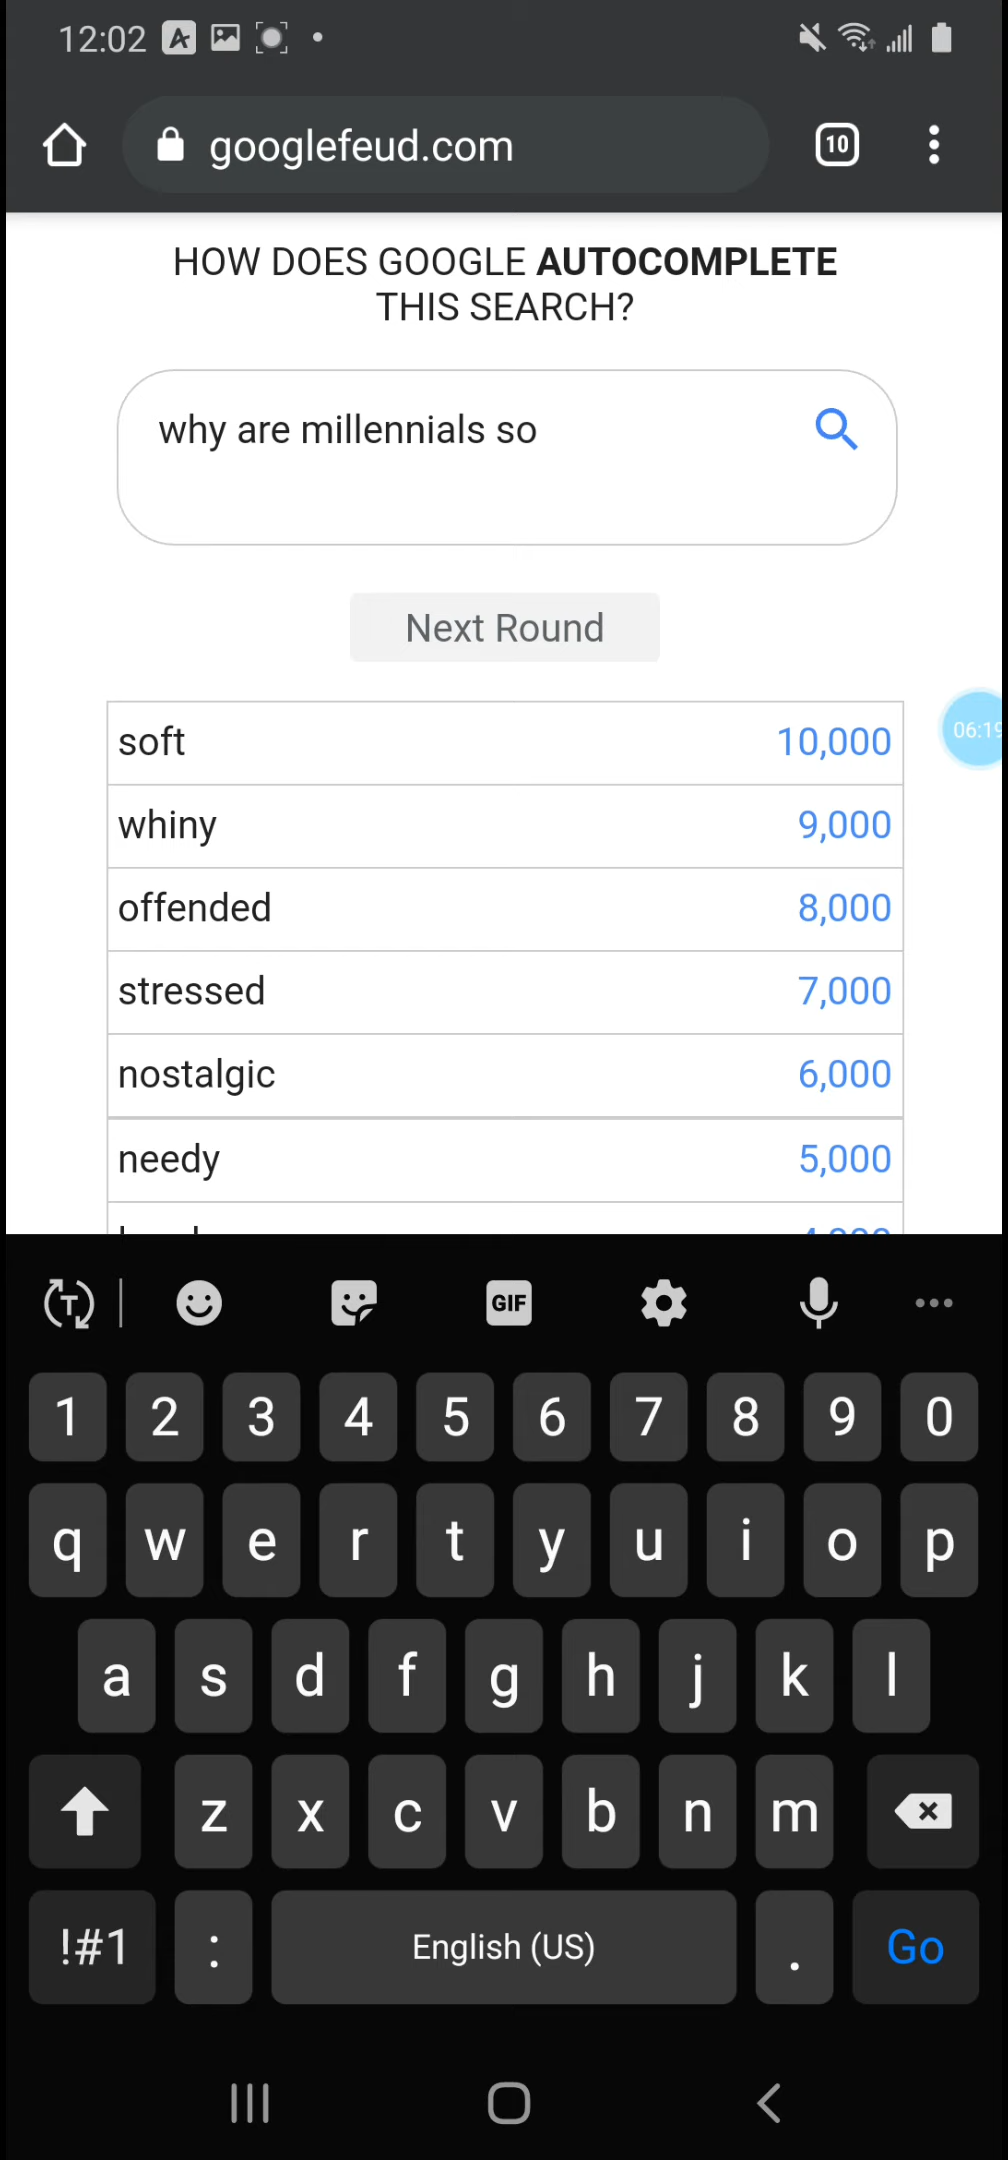 12:02
googlefeud.com
10
HOW DOES GOOGLE AUTOCOMPLETE
THIS SEARCH?
why are millennials so
Next Round
soft 10,000
06:19
whiny 9,000
offended 8,000
stressed 7,000
nostalgic 6,000
needy 5,000
T
GIF
1 2 3 4 5 6 7 8 9 0
q w e r t y u i o p
a s d f g h j k l
z x c v b n m
!#1 : English (US) . Go